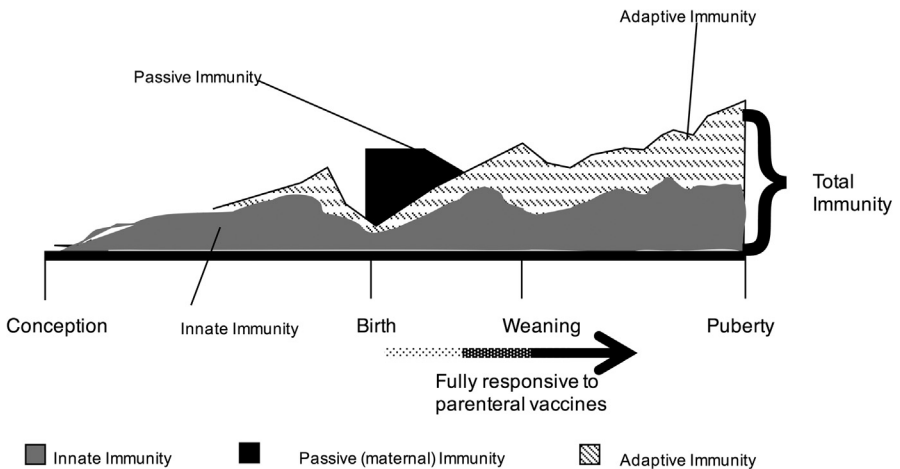 Adaptive Immunity
Passive Immunity
Total
Immunity
Conception
Innate Immunity
Birth
Weaning
Puberty
Fully responsive to
parenteral vaccines
Innate Immunity
Passive (maternal) Immunity
Adaptive Immunity